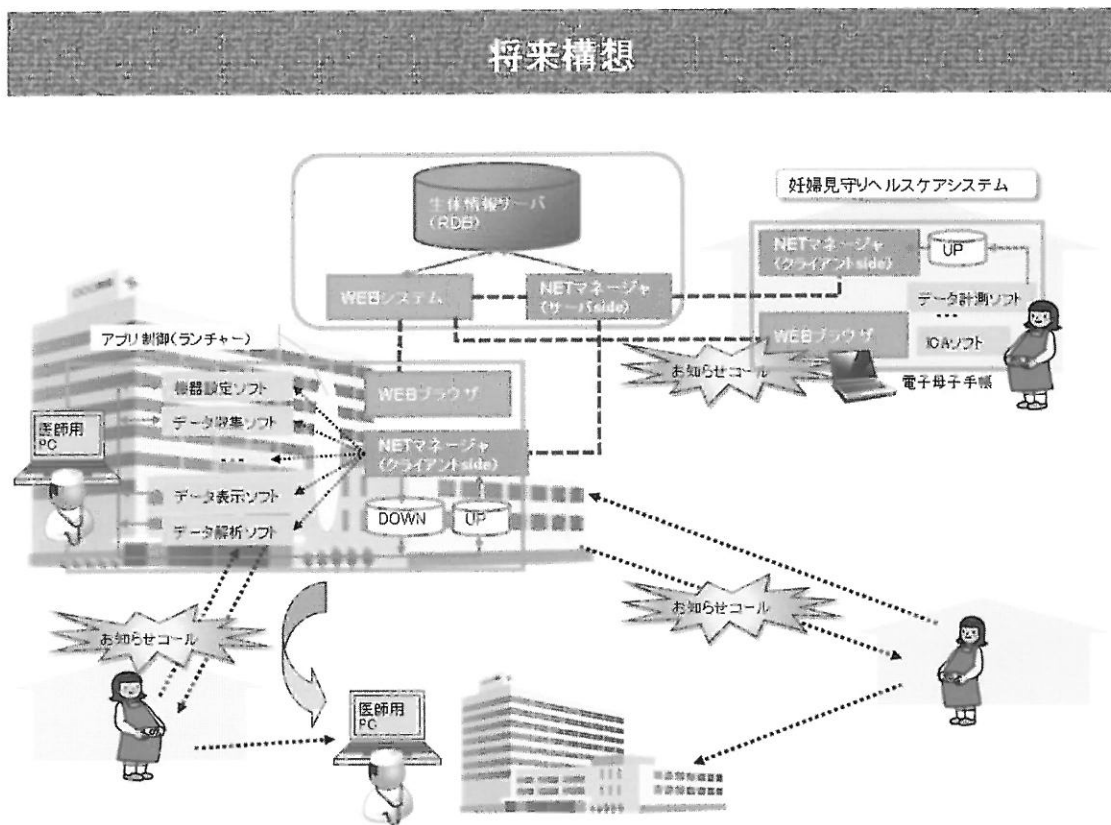 将来構想
生体情報サーバ
(RDB)
WEBシステム
NETマネージャ
(サーバside)
妊婦見守りヘルスケアシステム
NETマネージャ
(クライアントside)
UP
データ計測ソフト
・・・
WEBブラウザ
ICAソフト
お知らせコール
電子母子手帳
アプリ制御(ランチャー)
機器設定ソフト
データ収集ソフト
・・・
データ表示ソフト
データ解析ソフト
医師用
PC
WEBブラウザ
NETマネージャ
(クライアントside)
DOWN
UP
お知らせコール
お知らせコール
医師用
PC